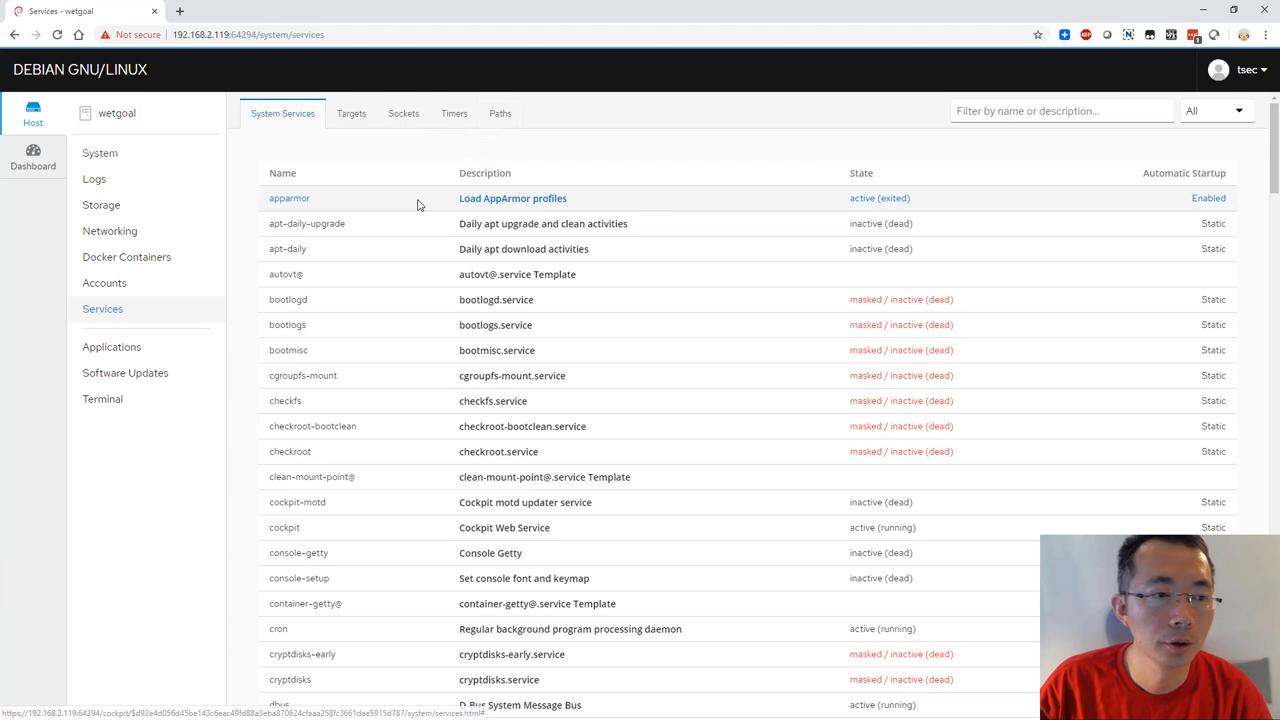 Services - wetgoal
Not secure 192.168.2.119:64294/system/services
1
DEBIAN GNU/LINUX
tsec
Host
Dashboard
wetgoal
System
Logs
Storage
Networking
Docker Containers
Accounts
Services
Applications
Software Updates
Terminal
System Services Targets Sockets Timers Paths
Filter by name or description... All
Name Description State Automatic Startup
apparmor Load AppArmor profiles active (exited) Enabled
apt-daily-upgrade Daily apt upgrade and clean activities inactive (dead) Static
apt-daily Daily apt download activities inactive (dead) Static
autovt@ autovt@.service Template
bootlogd bootlogd.service masked / inactive (dead) Static
bootlogs bootlogs.service masked / inactive (dead) Static
bootmisc bootmisc.service masked / inactive (dead) Static
cgroupfs-mount cgroupfs-mount.service masked / inactive (dead) Static
checkfs checkfs.service masked / inactive (dead) Static
checkroot-bootclean checkroot-bootclean.service masked / inactive (dead) Static
checkroot checkroot.service masked / inactive (dead) Static
clean-mount-point@ clean-mount-point@.service Template
cockpit-motd Cockpit motd updater service inactive (dead) Static
cockpit Cockpit Web Service active (running) Static
console-getty Console Getty inactive (dead)
console-setup Set console font and keymap inactive (dead)
container-getty@ container-getty@.service Template
cron Regular background program processing daemon active (running)
cryptdisks-early cryptdisks-early.service masked / inactive (dead)
cryptdisks cryptdisks.service masked / inactive (dead)
dbus D-Bus System Message Bus active (running)